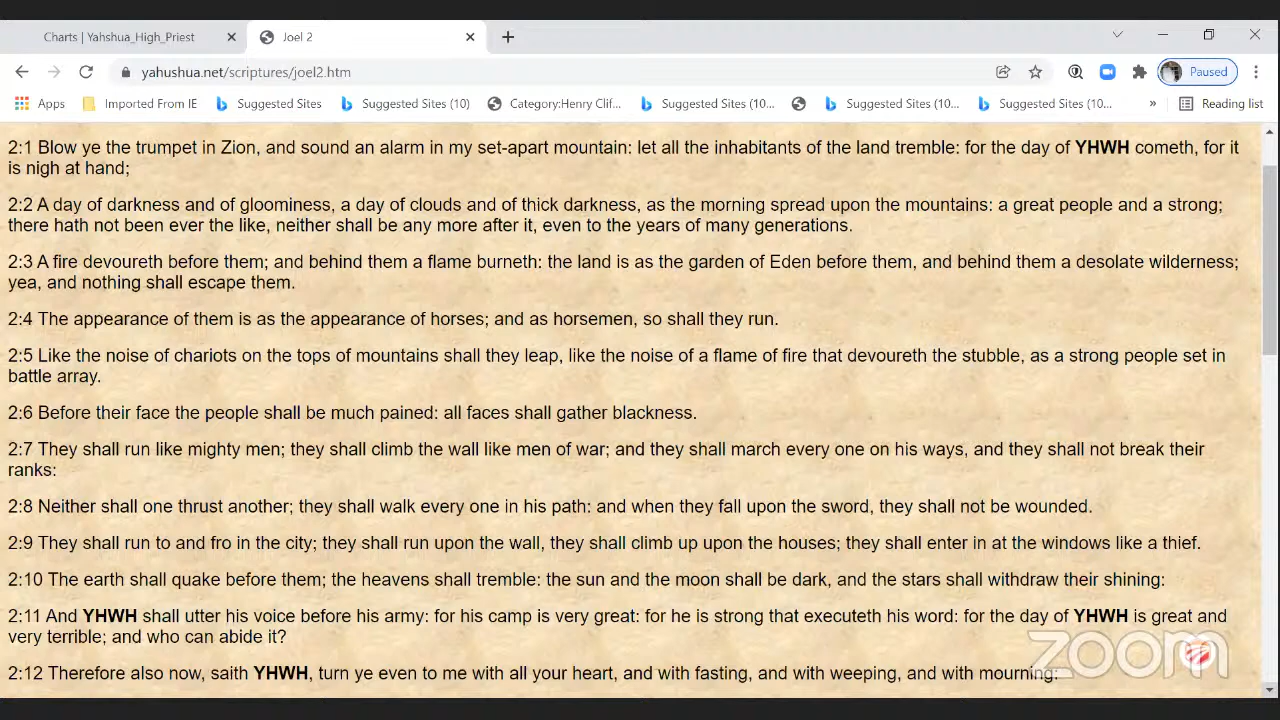 Charts | Yahshua_High_Priest
Joel 2
yahushua.net/scriptures/joel2.htm
Paused
Apps
Imported From IE
Suggested Sites
Suggested Sites (10)
Category:Henry Clif...
Suggested Sites (10...
Suggested Sites (10...
Suggested Sites (10...
Reading list
2:1 Blow ye the trumpet in Zion, and sound an alarm in my set-apart mountain: let all the inhabitants of the land tremble: for the day of YHWH cometh, for it
is nigh at hand;
2:2 A day of darkness and of gloominess, a day of clouds and of thick darkness, as the morning spread upon the mountains: a great people and a strong;
there hath not been ever the like, neither shall be any more after it, even to the years of many generations.
2:3 A fire devoureth before them; and behind them a flame burneth: the land is as the garden of Eden before them, and behind them a desolate wilderness;
yea, and nothing shall escape them.
2:4 The appearance of them is as the appearance of horses; and as horsemen, so shall they run.
2:5 Like the noise of chariots on the tops of mountains shall they leap, like the noise of a flame of fire that devoureth the stubble, as a strong people set in
battle array.
2:6 Before their face the people shall be much pained: all faces shall gather blackness.
2:7 They shall run like mighty men; they shall climb the wall like men of war; and they shall march every one on his ways, and they shall not break their
ranks:
2:8 Neither shall one thrust another; they shall walk every one in his path: and when they fall upon the sword, they shall not be wounded.
2:9 They shall run to and fro in the city; they shall run upon the wall, they shall climb up upon the houses; they shall enter in at the windows like a thief.
2:10 The earth shall quake before them; the heavens shall tremble: the sun and the moon shall be dark, and the stars shall withdraw their shining:
2:11 And YHWH shall utter his voice before his army: for his camp is very great: for he is strong that executeth his word: for the day of YHWH is great and
very terrible; and who can abide it?
2:12 Therefore also now, saith YHWH, turn ye even to me with all your heart, and with fasting, and with weeping, and with mourning:
zoom